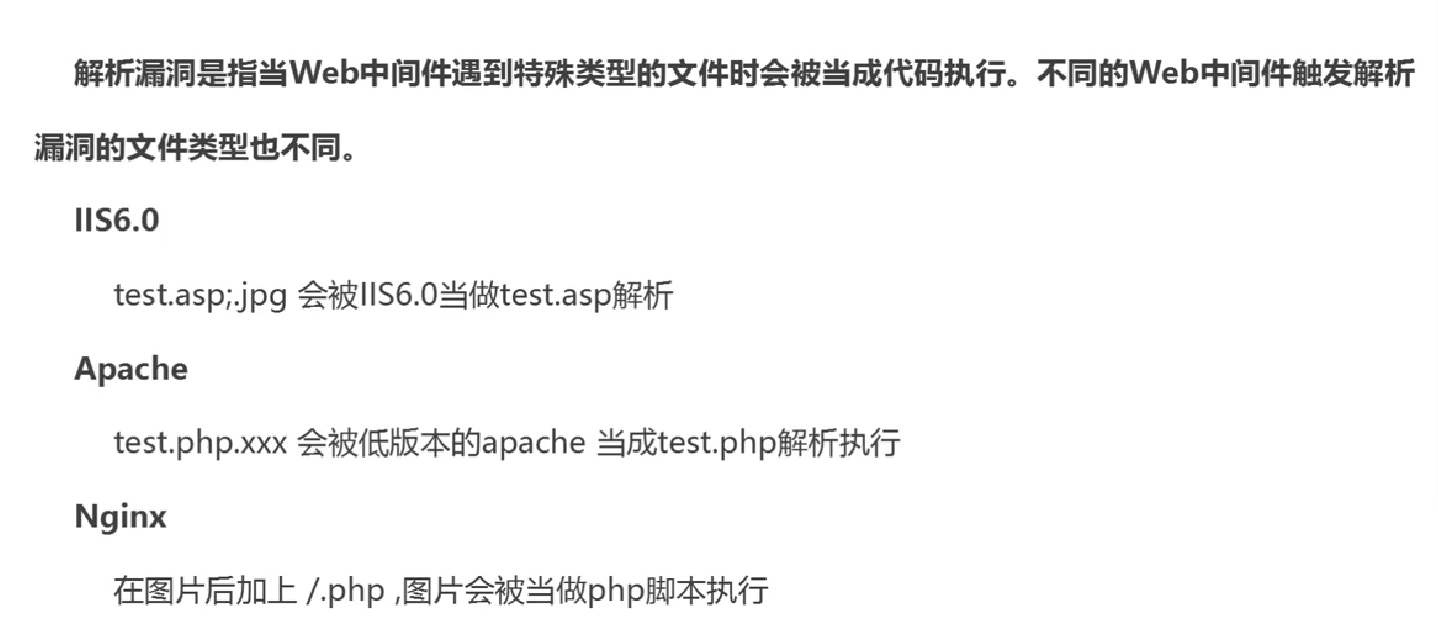 解析漏洞是指当Web中间件遇到特殊类型的文件时会被当成代码执行。不同的Web中间件触发解析
漏洞的文件类型也不同。
IIS6.0
test.asp;.jpg 会被IIS6.0当做test.asp解析
Apache
test.php.xxx 会被低版本的apache 当成test.php解析执行
Nginx
在图片后加上 /.php ,图片会被当做php脚本执行